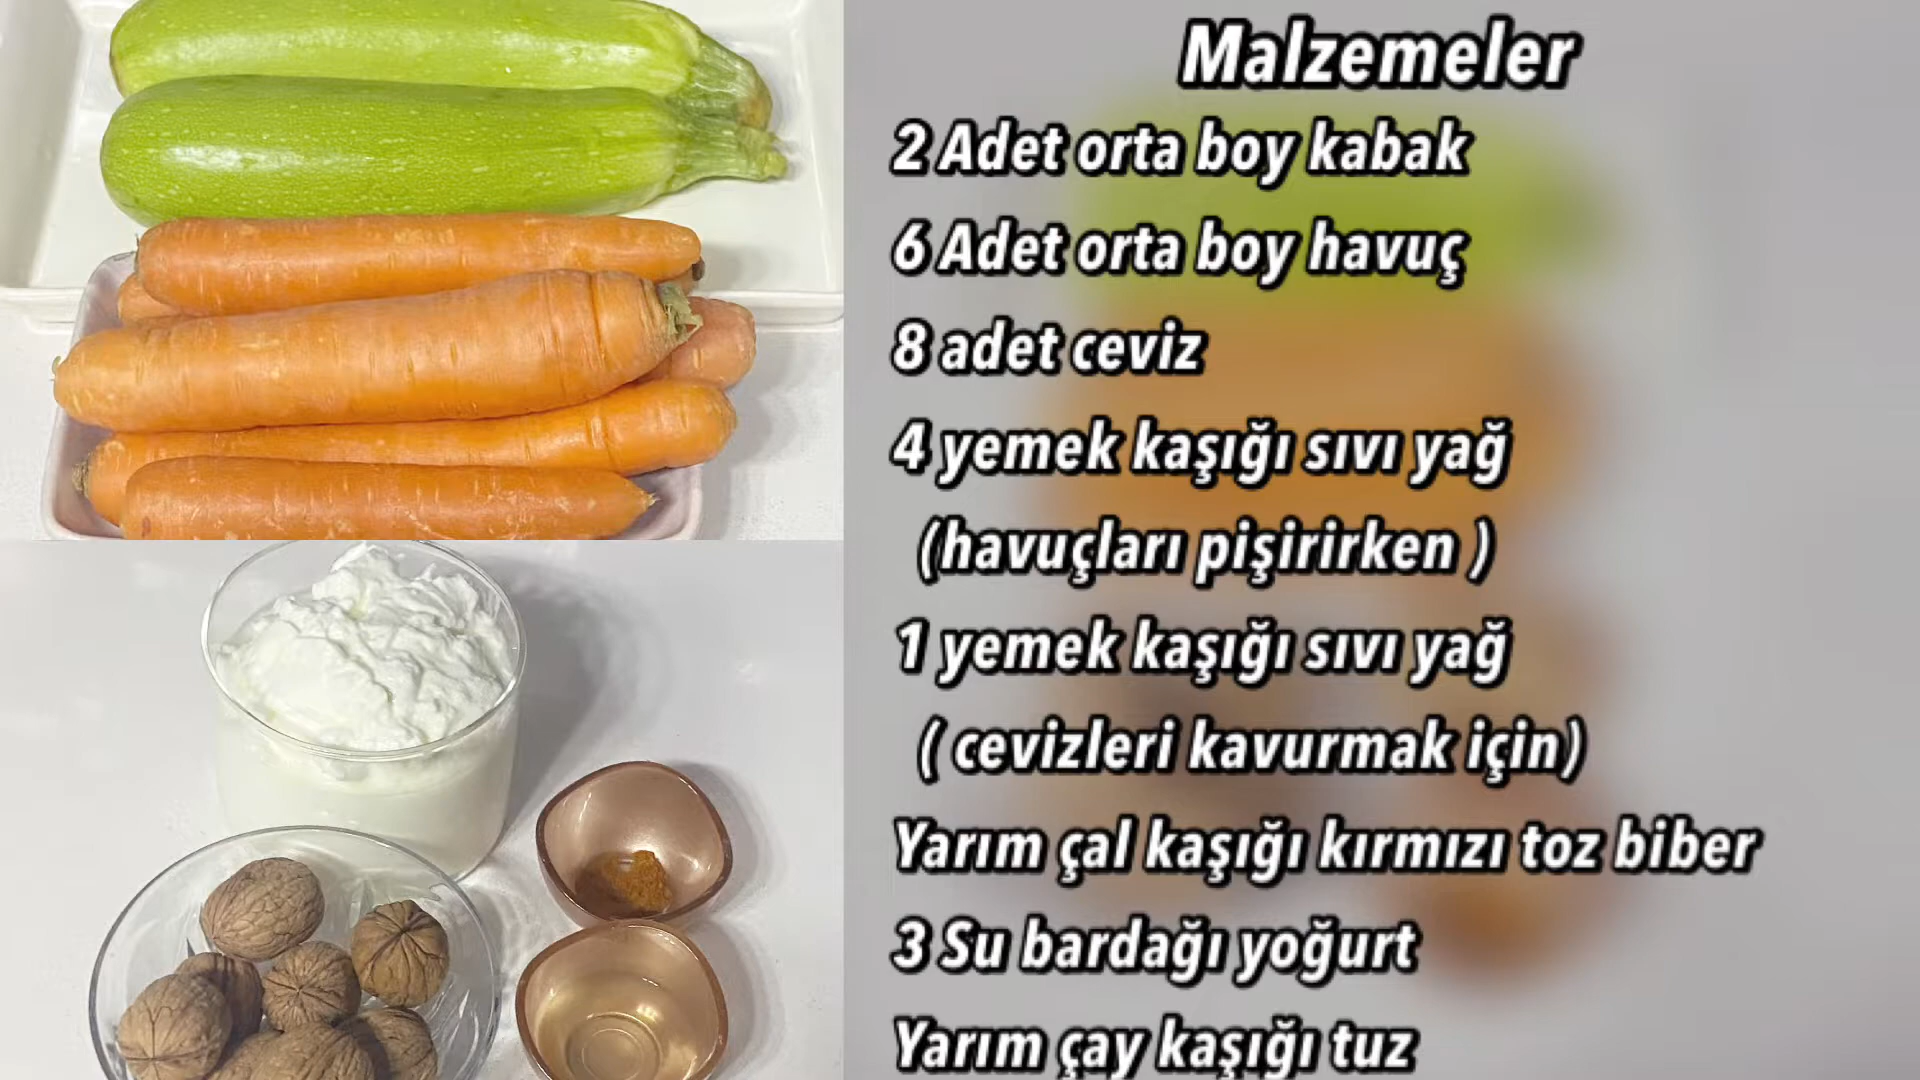 Malzemeler
2 Adet orta boy kabak
6 Adet orta boy havuç
8 adet ceviz
4 yemek kaşığı sıvı yağ
(havuçları pişirirken )
1 yemek kaşığı sıvı yağ
( cevizleri kavurmak için)
Yarım çal kaşığı kırmızı toz biber
3 Su bardağı yoğurt
Yarım çay kaşığı tuz